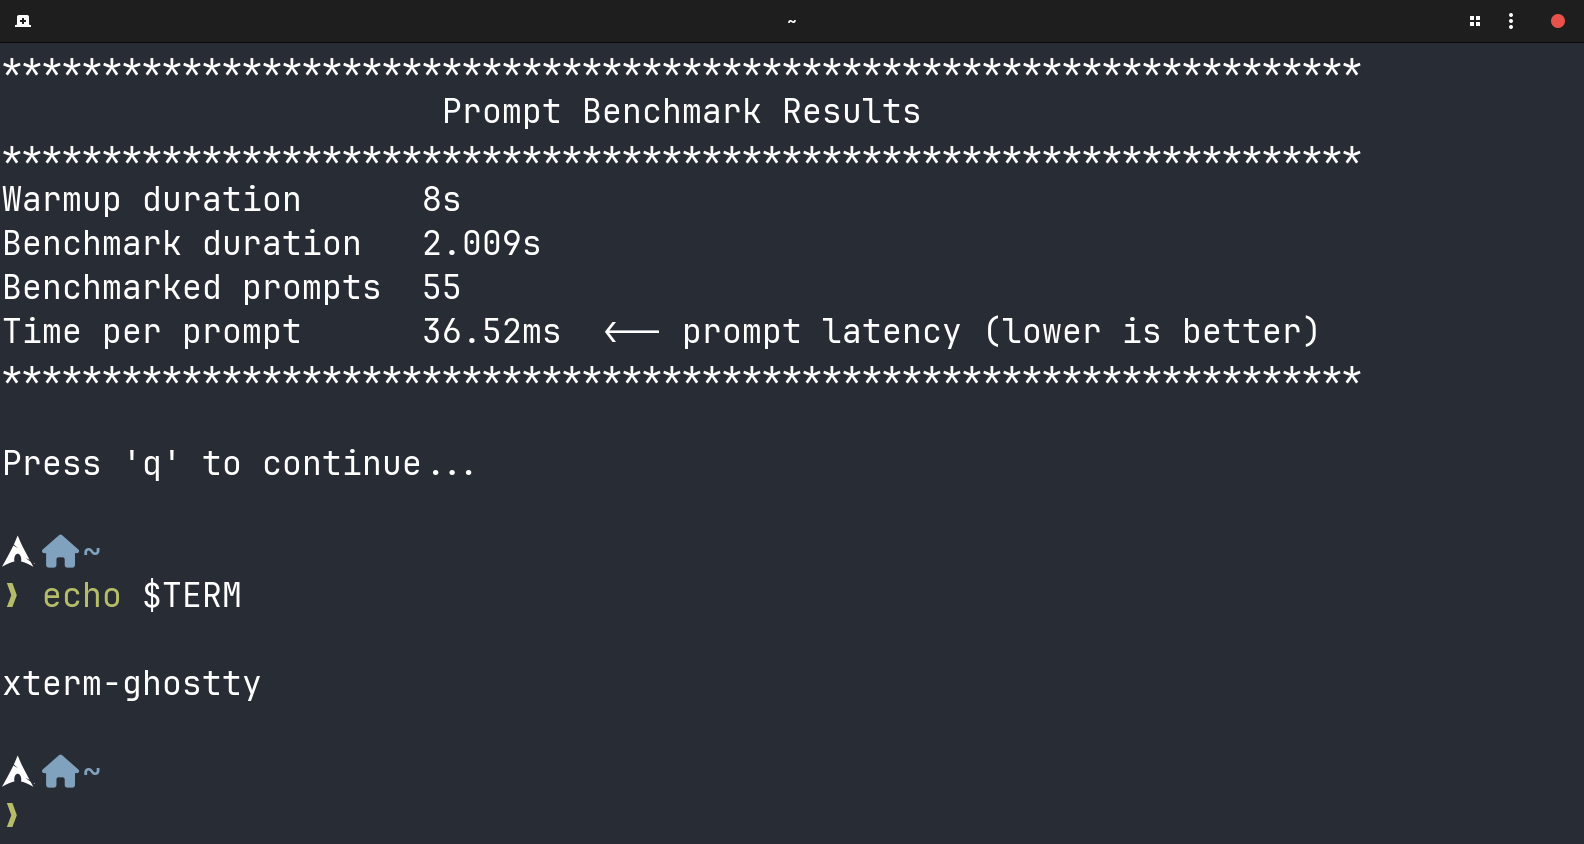 ~
********************************************************************
Prompt Benchmark Results
********************************************************************
Warmup duration      8s
Benchmark duration   2.009s
Benchmarked prompts  55
Time per prompt      36.52ms  <-- prompt latency (lower is better)
********************************************************************
Press 'q' to continue...
~
❱ echo $TERM
xterm-ghostty
~
❱